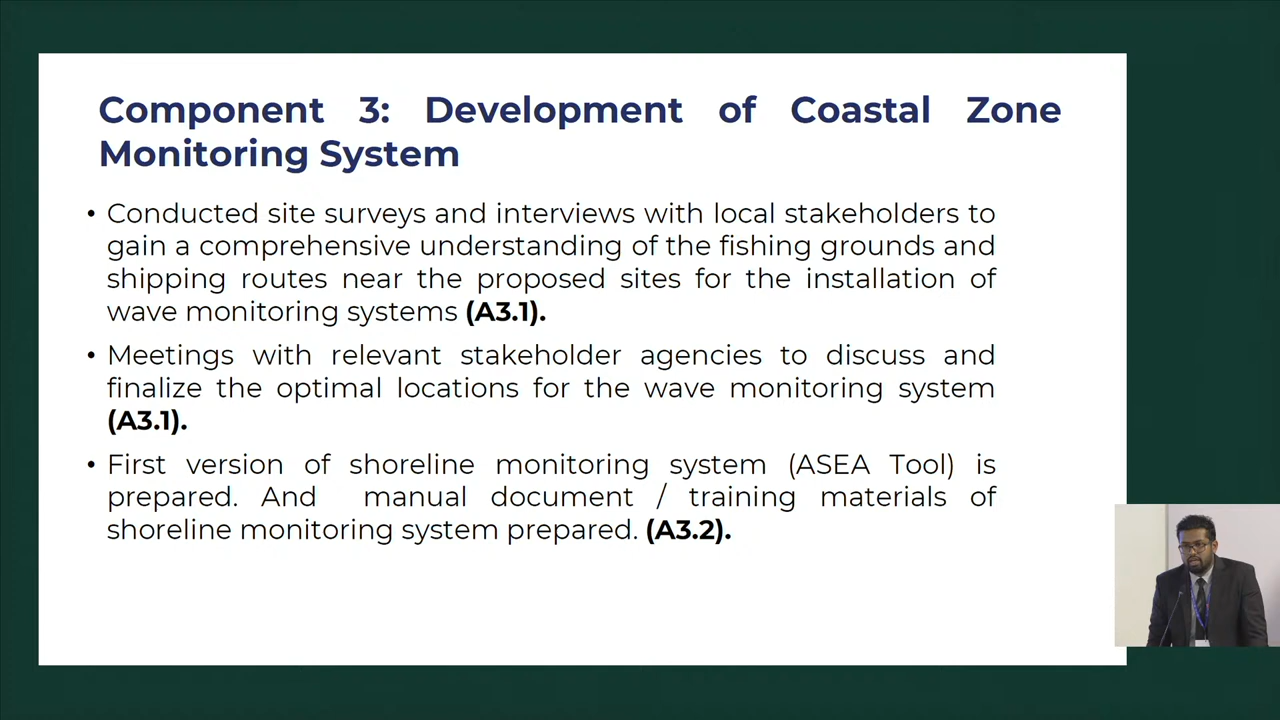 Component 3: Development of Coastal Zone
Monitoring System
• Conducted site surveys and interviews with local stakeholders to
gain a comprehensive understanding of the fishing grounds and
shipping routes near the proposed sites for the installation of
wave monitoring systems (A3.1).
• Meetings with relevant stakeholder agencies to discuss and
finalize the optimal locations for the wave monitoring system
(A3.1).
• First version of shoreline monitoring system (ASEA Tool) is
prepared. And manual document / training materials of
shoreline monitoring system prepared. (A3.2).